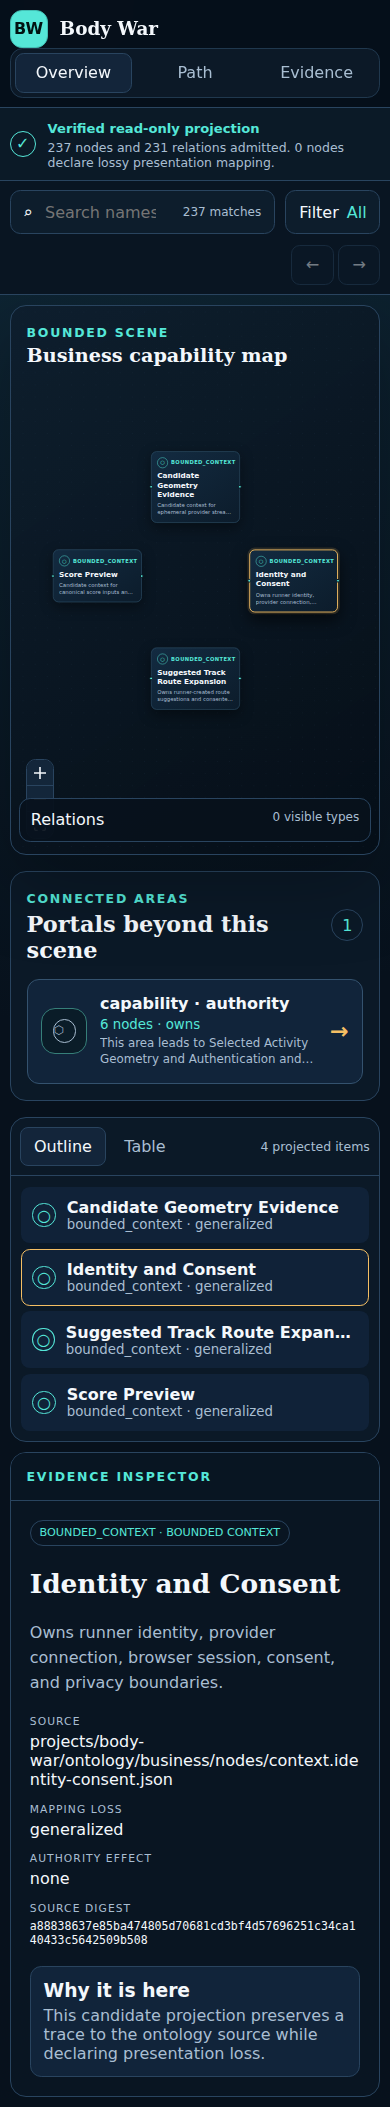 BW Body War
Overview Path Evidence
✓ Verified read-only projection
237 nodes and 231 relations admitted. 0 nodes
declare lossy presentation mapping.
Search names 237 matches Filter All
← →
BOUNDED SCENE
Business capability map
BOUNDED_CONTEXT
Candidate
Geometry
Evidence
Candidate context for
ephemeral provider strea...
BOUNDED_CONTEXT
Score Preview
Candidate context for
canonical score inputs an...
BOUNDED_CONTEXT
Identity and
Consent
Owns runner identity,
provider connection,...
BOUNDED_CONTEXT
Suggested Track
Route Expansion
Owns runner-created route
suggestions and consente...
+
Relations 0 visible types
CONNECTED AREAS
Portals beyond this
scene
1
capability · authority
6 nodes · owns
This area leads to Selected Activity
Geometry and Authentication and...
→
Outline Table 4 projected items
Candidate Geometry Evidence
bounded_context · generalized
Identity and Consent
bounded_context · generalized
Suggested Track Route Expan...
bounded_context · generalized
Score Preview
bounded_context · generalized
EVIDENCE INSPECTOR
BOUNDED_CONTEXT · BOUNDED CONTEXT
Identity and Consent
Owns runner identity, provider
connection, browser session, consent,
and privacy boundaries.
SOURCE
projects/body-
war/ontology/business/nodes/context.ide
ntity-consent.json
MAPPING LOSS
generalized
AUTHORITY EFFECT
none
SOURCE DIGEST
a88838637e85ba474805d70681cd3bf4d57696251c34ca1
40433c5642509b508
Why it is here
This candidate projection preserves a
trace to the ontology source while
declaring presentation loss.